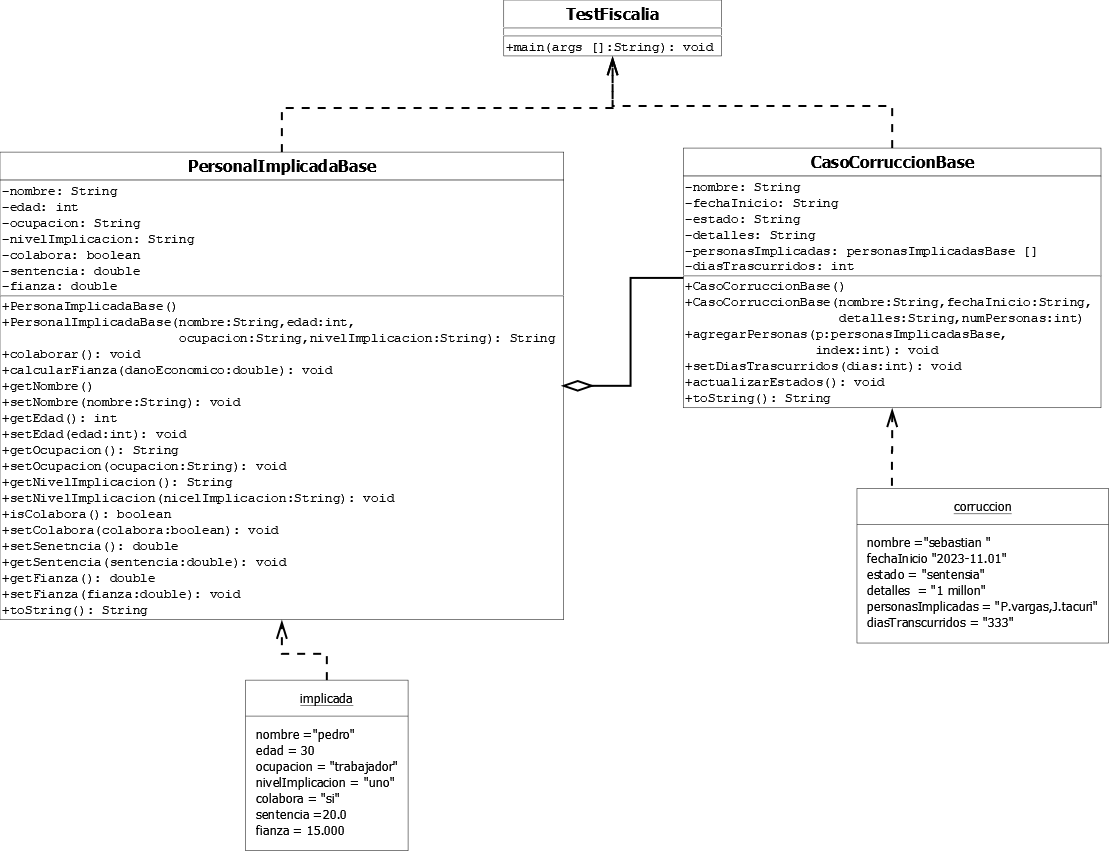 TestFiscalia
+main(args []:String): void
PersonalImplicadaBase
-nombre: String
-edad: int
-ocupacion: String
-nivelImplicacion: String
-colabora: boolean
-sentencia: double
-fianza: double
+PersonaImplicadaBase()
+PersonalImplicadaBase(nombre:String,edad:int,
ocupacion:String,nivelImplicacion:String): String
+colaborar(): void
+calcularFianza(danoEconomico:double): void
+getNombre()
+setNombre(nombre:String): void
+getEdad(): int
+setEdad(edad:int): void
+getOcupacion(): String
+setOcupacion(ocupacion:String): void
+getNivelImplicacion(): String
+setNivelImplicacion(nicelImplicacion:String): void
+isColabora(): boolean
+setColabora(colabora:boolean): void
+setSenetncia(): double
+getSentencia(sentencia:double): void
+getFianza(): double
+setFianza(fianza:double): void
+toString(): String
CasoCorruccionBase
-nombre: String
-fechaInicio: String
-estado: String
-detalles: String
-personasImplicadas: personasImplicadasBase []
-diasTrascurridos: int
+CasoCorruccionBase()
+CasoCorruccionBase(nombre:String,fechaInicio:String,
detalles:String,numPersonas:int)
+agregarPersonas(p:personasImplicadasBase,
index:int): void
+setDiasTrascurridos(dias:int): void
+actualizarEstados(): void
+toString(): String
corruccion
nombre ="sebastian "
fechaInicio "2023-11.01"
estado = "sentensia"
detalles  = "1 millon"
personasImplicadas = "P.vargas,J.tacuri"
diasTranscurridos = "333"
implicada
nombre ="pedro"
edad = 30
ocupacion = "trabajador"
nivelImplicacion = "uno"
colabora = "si"
sentencia =20.0
fianza = 15.000